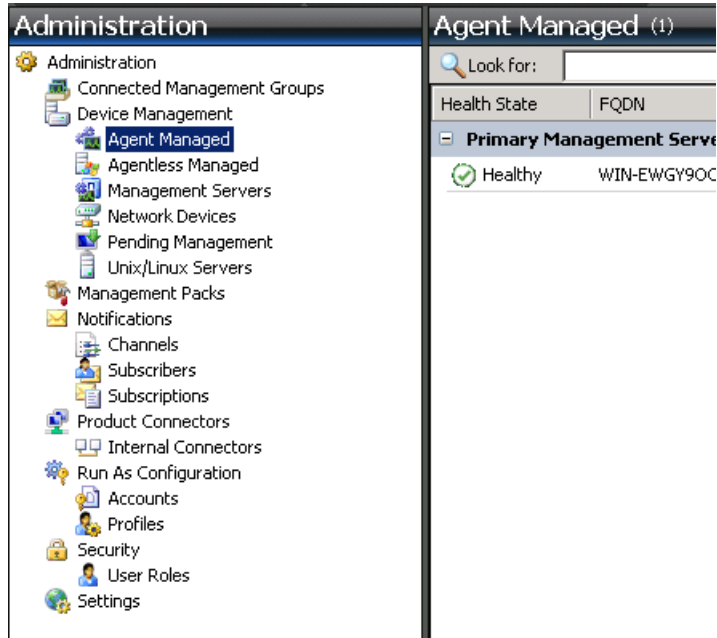 Administration
Administration
Connected Management Groups
Device Management
Agent Managed
Agentless Managed
Management Servers
Network Devices
Pending Management
Unix/Linux Servers
Management Packs
Notifications
Channels
Subscribers
Subscriptions
Product Connectors
Internal Connectors
Run As Configuration
Accounts
Profiles
Security
User Roles
Settings
Agent Managed (1)
Look for:
Health State FQDN
Primary Management Serve
Healthy WIN-EWGY9OC